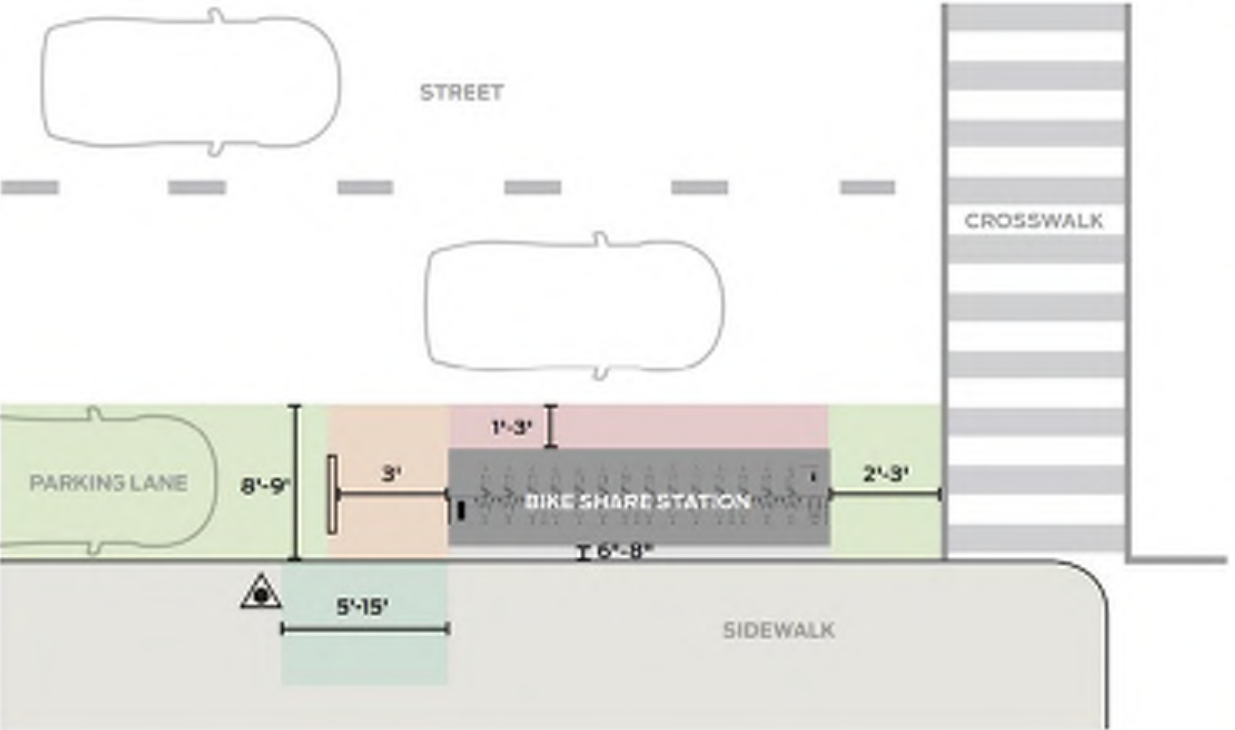 STREET
CROSSWALK
1'-3'
PARKING LANE
8'-9'
3'
BIKE SHARE STATION
2'-3'
6"-8"
5'-15'
SIDEWALK